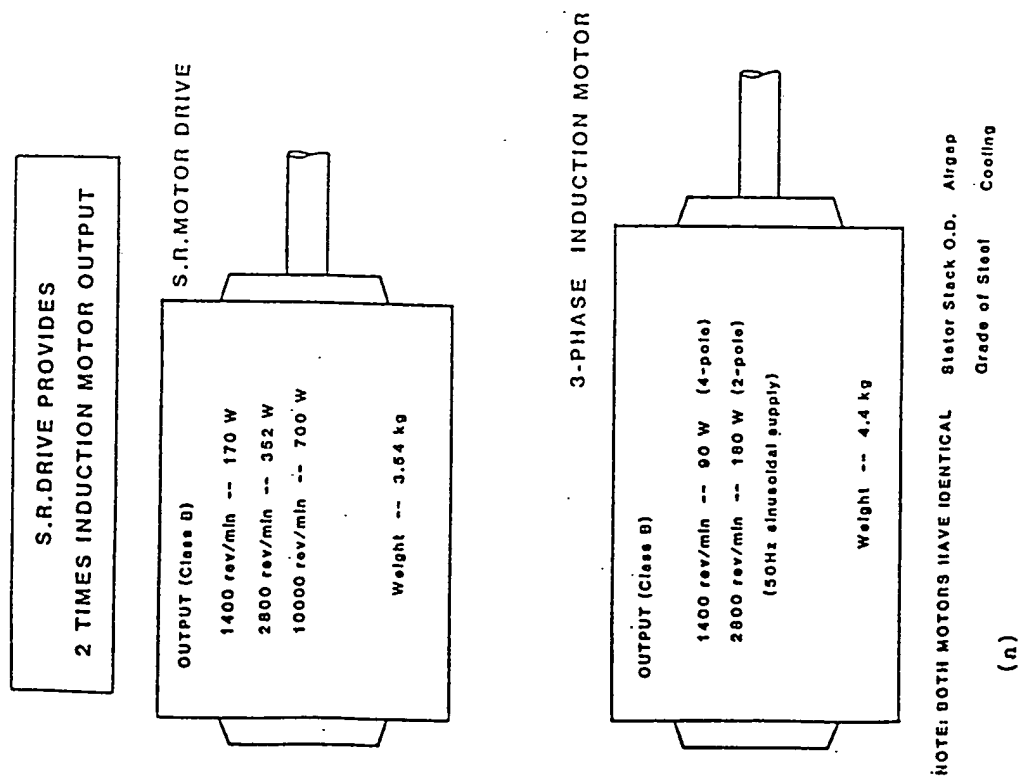 S.R.DRIVE PROVIDES
2 TIMES INDUCTION MOTOR OUTPUT
S.R.MOTOR DRIVE
OUTPUT (Class B)
1400 rev/min -- 170 W
2800 rev/min -- 352 W
10000 rev/min -- 700 W
Weight -- 3.54 kg
3-PHASE INDUCTION MOTOR
OUTPUT (Class B)
1400 rev/min -- 90 W (4-pole)
2800 rev/min -- 180 W (2-pole)
(50Hz sinusoidal supply)
Weight -- 4.4 kg
NOTE: BOTH MOTORS HAVE IDENTICAL Stator Stack O.D. Airgap
Grade of Steel Cooling
(n)